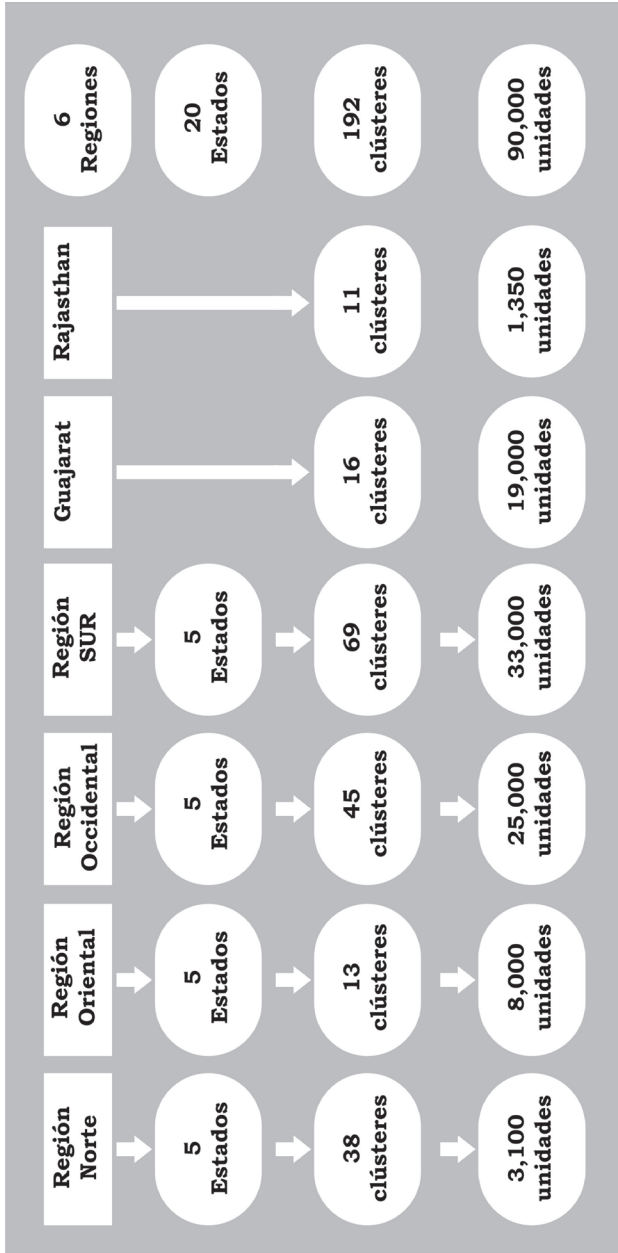 Región
Norte
5
Estados
38
clústeres
3,100
unidades
Región
Oriental
5
Estados
13
clústeres
8,000
unidades
Región
Occidental
5
Estados
45
clústeres
25,000
unidades
Región
SUR
5
Estados
69
clústeres
33,000
unidades
Guajarat
16
clústeres
19,000
unidades
Rajasthan
11
clústeres
1,350
unidades
6
Regiones
20
Estados
192
clústeres
90,000
unidades